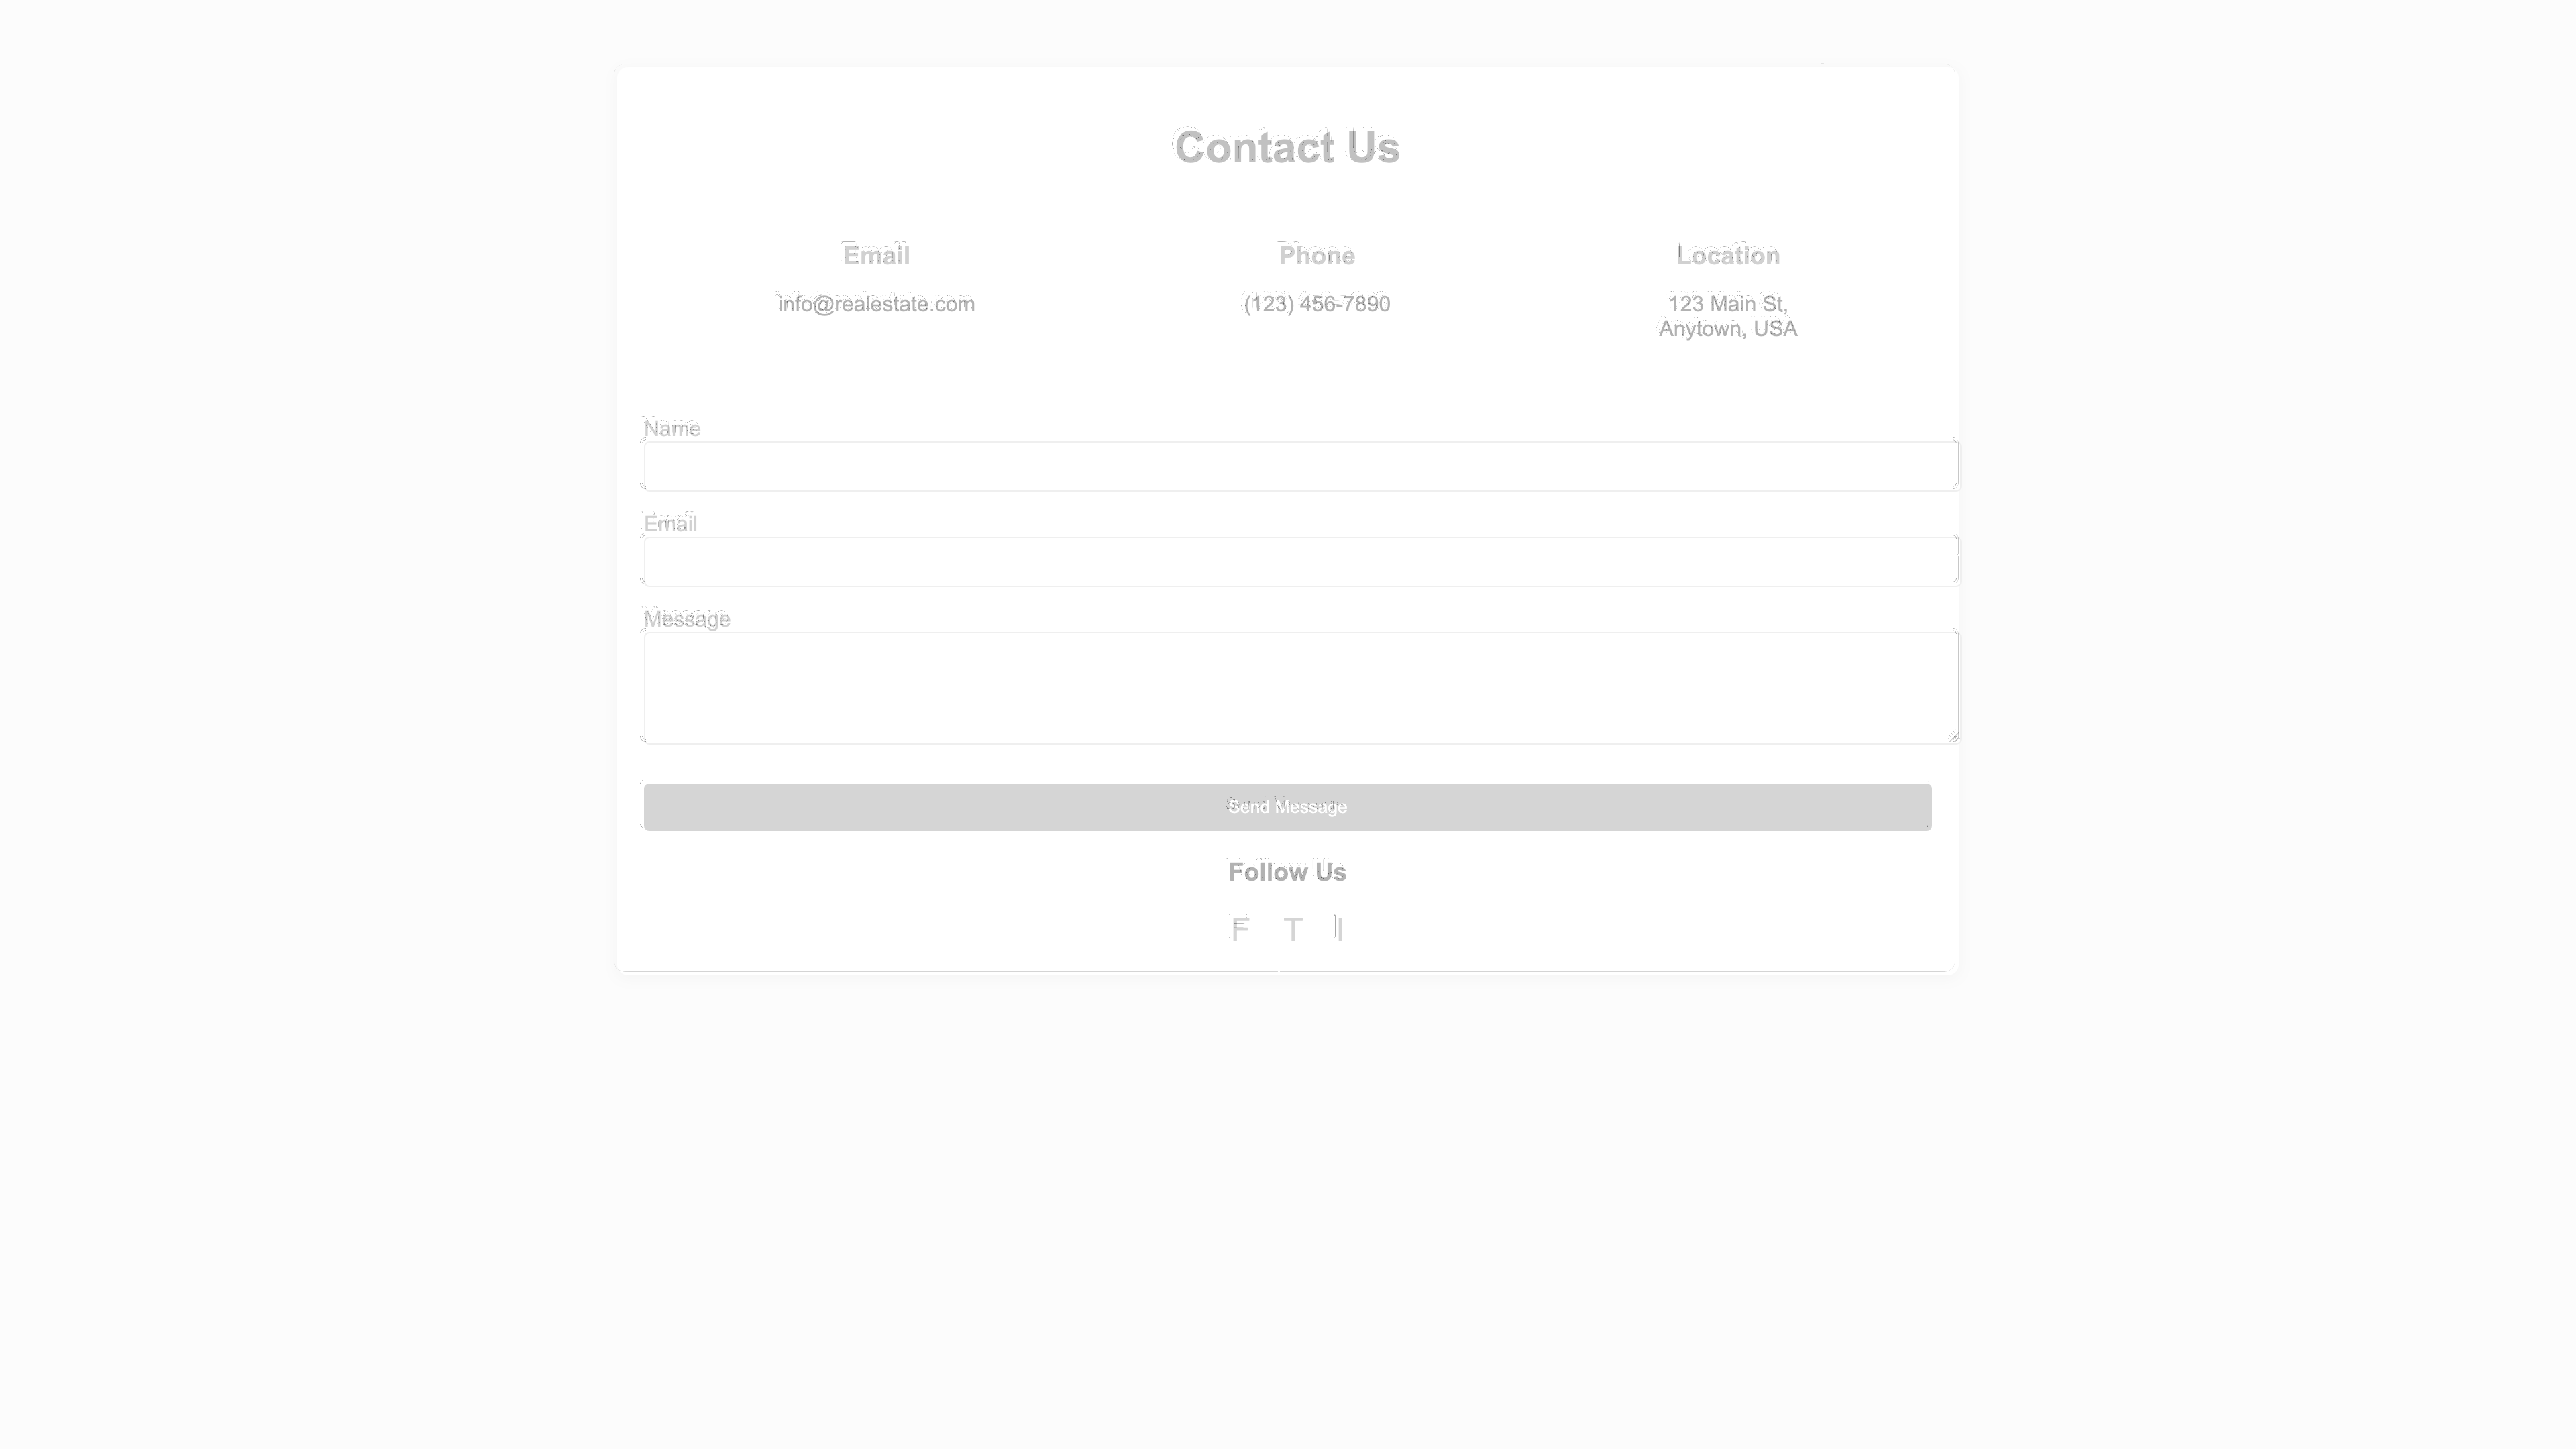 Contact Us
Email
Phone
Location
info@realestate.com
(123) 456-7890
123 Main St,
Anytown, USA
Name
Email
Message
Send Message
Follow Us
F T I